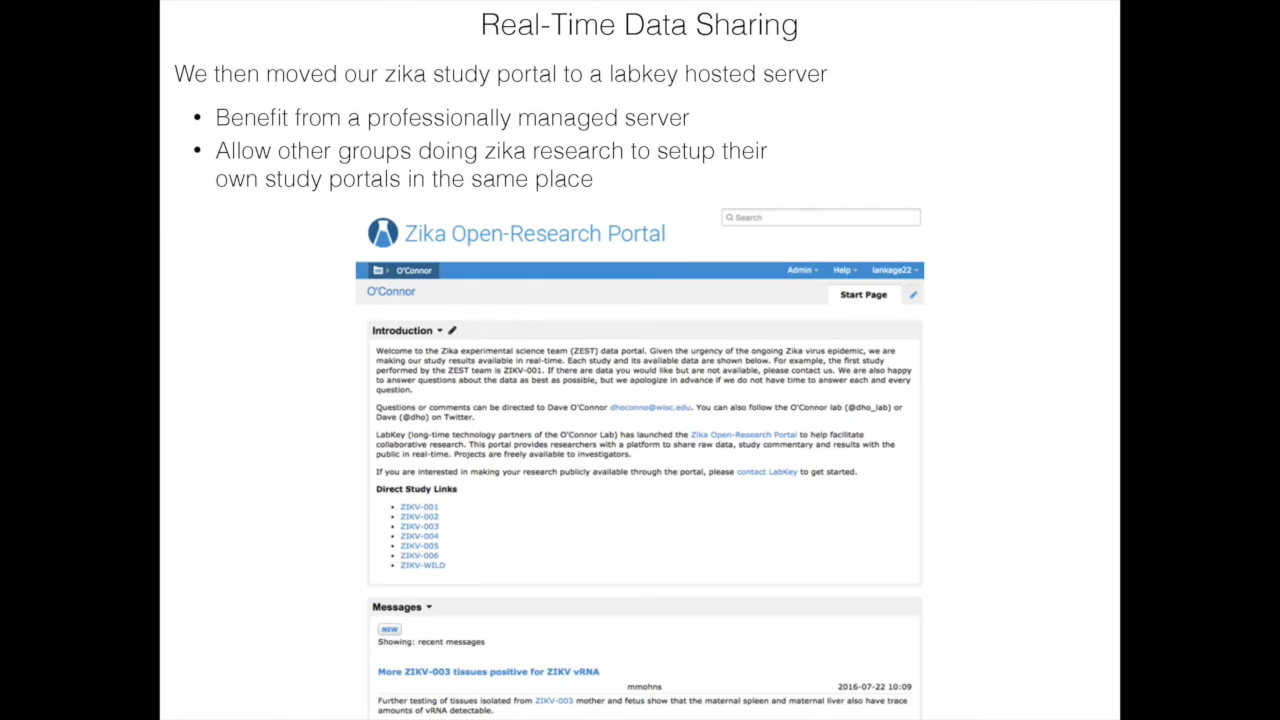 Real-Time Data Sharing
We then moved our zika study portal to a labkey hosted server
• Benefit from a professionally managed server
• Allow other groups doing zika research to setup their
own study portals in the same place
Search
Zika Open-Research Portal
O'Connor
Admin
Help
lankage22
O'Connor
Start Page
Introduction
Welcome to the Zika experimental science team (ZEST) data portal. Given the urgency of the ongoing Zika virus epidemic, we are
making our study results available in real-time. Each study and its available data are shown below. For example, the first study
performed by the ZEST team is ZIKV-001. If there are data you would like but are not available, please contact us. We are also happy
to answer questions about the data as best as possible, but we apologize in advance if we do not have time to answer each and every
question.
Questions or comments can be directed to Dave O'Connor dhoconno@wisc.edu. You can also follow the O'Connor lab (@dho_lab) or
Dave (@dho) on Twitter.
LabKey (long-time technology partners of the O'Connor Lab) has launched the Zika Open-Research Portal to help facilitate
collaborative research. This portal provides researchers with a platform to share raw data, study commentary and results with the
public in real-time. Projects are freely available to investigators.
If you are interested in making your research publicly available through the portal, please contact LabKey to get started.
Direct Study Links
• ZIKV-001
• ZIKV-002
• ZIKV-003
• ZIKV-004
• ZIKV-005
• ZIKV-006
• ZIKV-WILD
Messages
NEW
Showing: recent messages
More ZIKV-003 tissues positive for ZIKV vRNA
mmohns
2016-07-22 10:09
Further testing of tissues isolated from ZIKV-003 mother and fetus show that the maternal spleen and maternal liver also have trace
amounts of vRNA detectable.